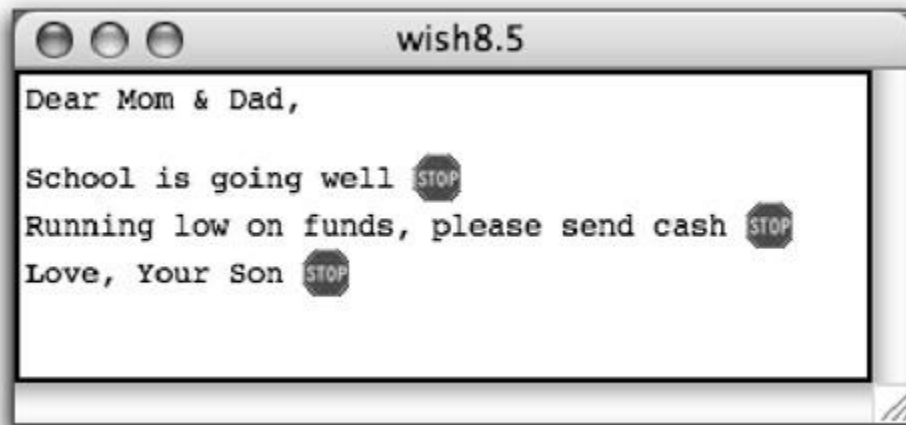 wish8.5
Dear Mom & Dad,
School is going well STOP
Running low on funds, please send cash STOP
Love, Your Son STOP